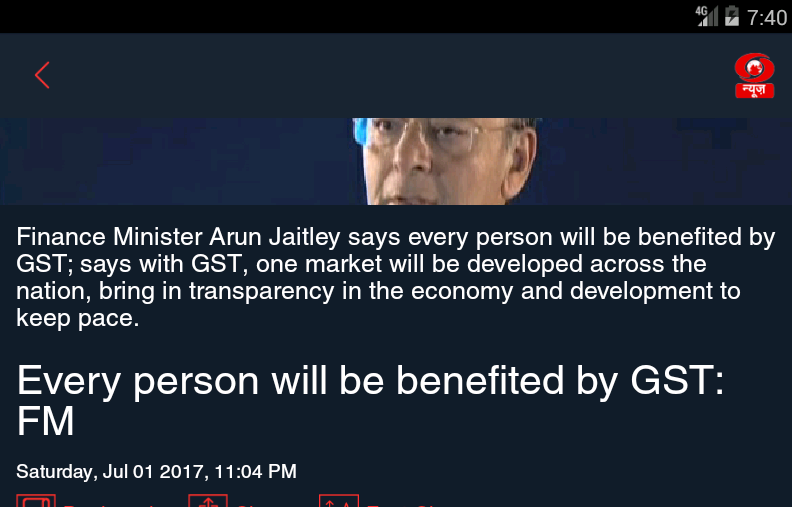 4G 7:40
न्यूज़
Finance Minister Arun Jaitley says every person will be benefited by
GST; says with GST, one market will be developed across the
nation, bring in transparency in the economy and development to
keep pace.
Every person will be benefited by GST:
FM
Saturday, Jul 01 2017, 11:04 PM